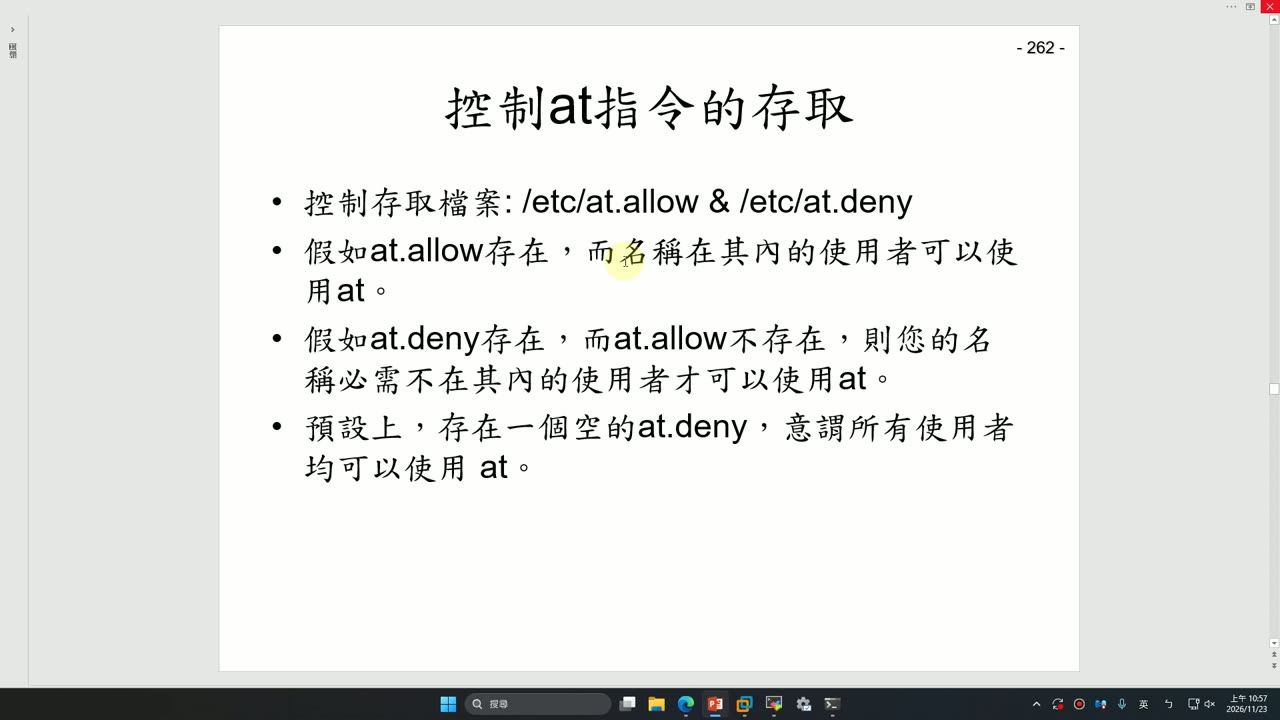 - 262 -
控制at指令的存取
• 控制存取檔案: /etc/at.allow & /etc/at.deny
• 假如at.allow存在，而名稱在其內的使用者可以使
用at。
• 假如at.deny存在，而at.allow不存在，則您的名
稱必需不在其內的使用者才可以使用at。
• 預設上，存在一個空的at.deny，意謂所有使用者
均可以使用 at。
搜尋
英
ㄅ
上午 10:57
2026/11/23